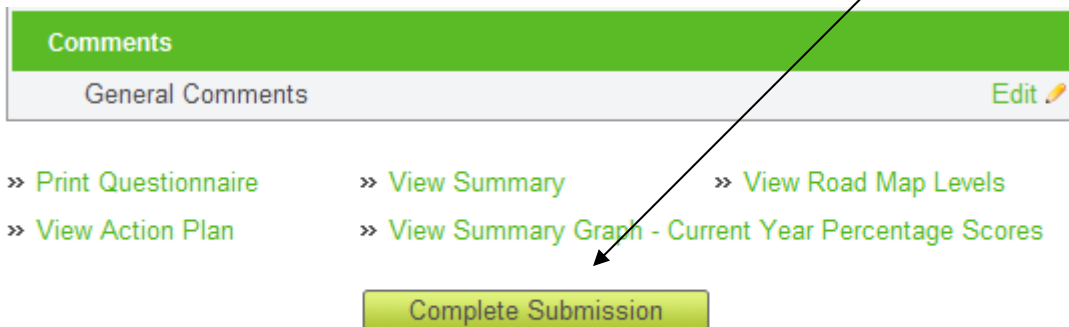 Comments
General Comments Edit
» Print Questionnaire » View Summary » View Road Map Levels
» View Action Plan » View Summary Graph - Current Year Percentage Scores
Complete Submission